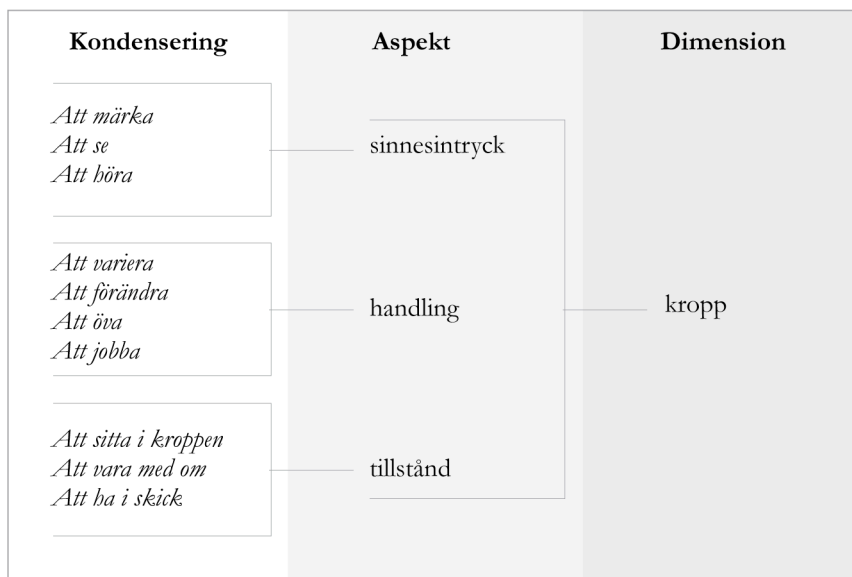 Kondensering
Aspekt
Dimension
Att märka
Att se
Att höra
sinnesintryck
Att variera
Att förändra
Att öva
Att jobba
handling
kropp
Att sitta i kroppen
Att vara med om
Att ha i skick
tillstånd